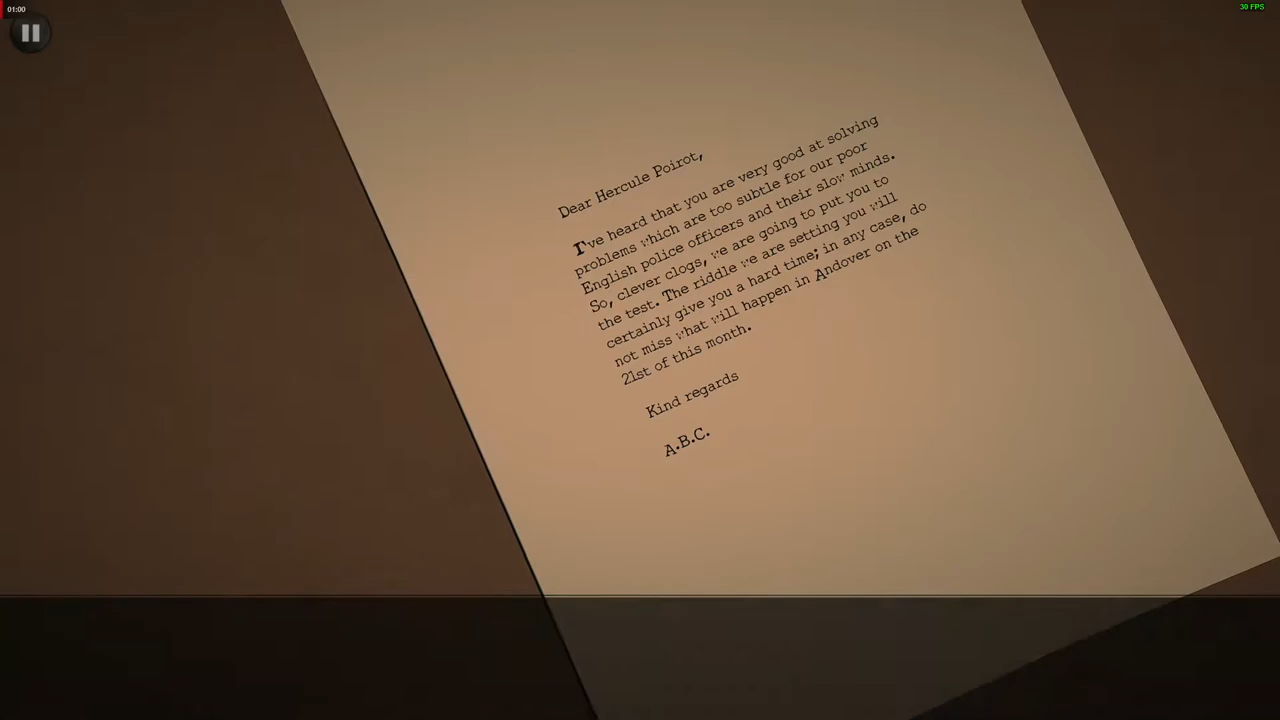 01:00
30 FPS
Dear Hercule Poirot,
I've heard that you are very good at solving
problems which are too subtle for our poor
English police officers and their slow minds.
So, clever clogs, we are going to put you to
the test. The riddle we are setting you will
certainly give you a hard time; in any case, do
not miss what will happen in Andover on the
21st of this month.
Kind regards
A.B.C.